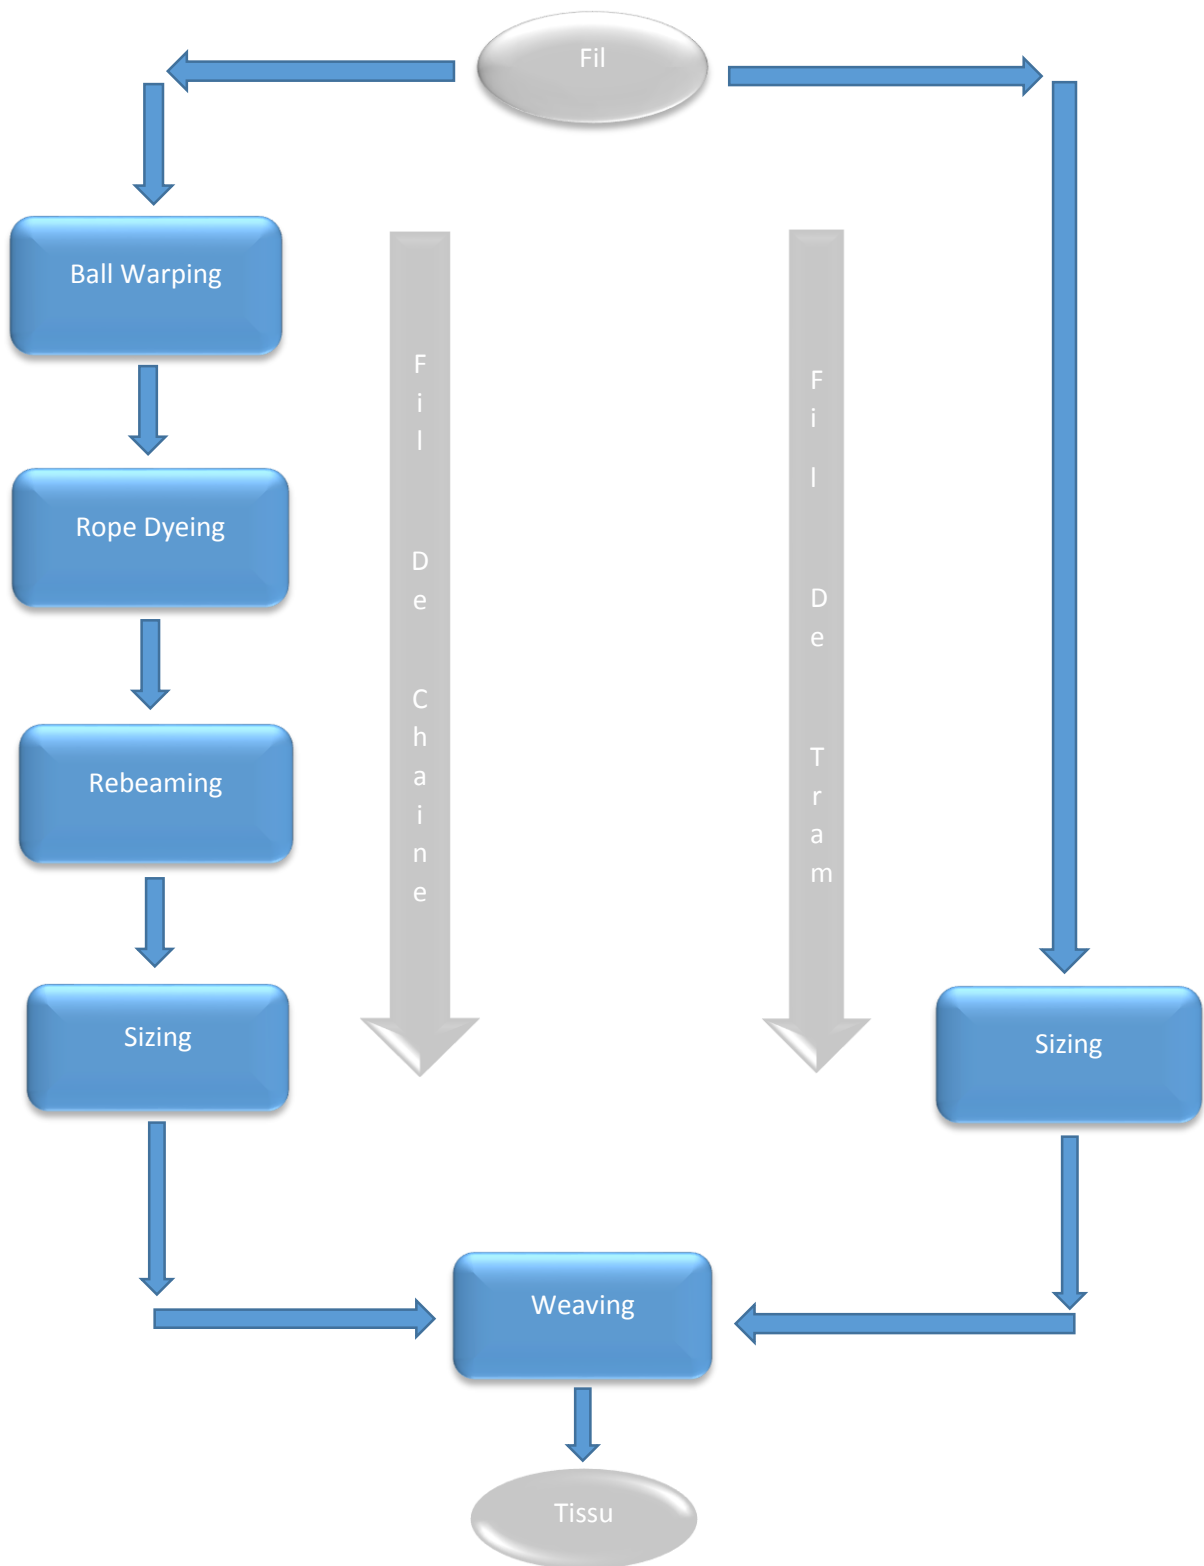 Fil
Ball Warping
Rope Dyeing
Rebeaming
Sizing
Fil De Chaine
Fil De Tram
Sizing
Weaving
Tissu